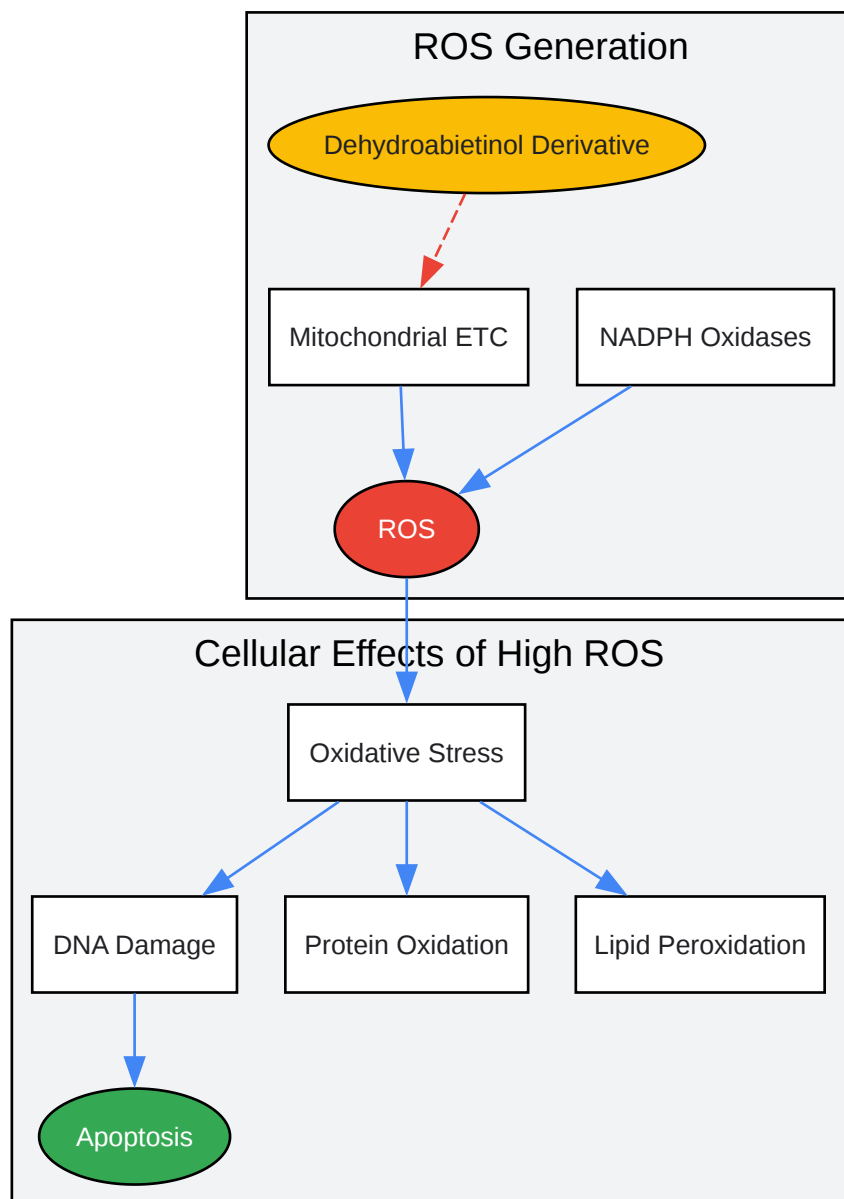 ROS Generation
Dehydroabietinol Derivative
Mitochondrial ETC
NADPH Oxidases
ROS
Cellular Effects of High ROS
Oxidative Stress
DNA Damage
Protein Oxidation
Lipid Peroxidation
Apoptosis